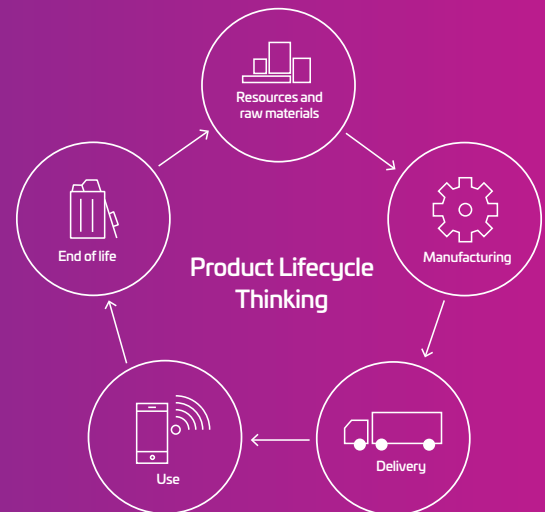 Resources and
raw materials
Manufacturing
End of life
Product Lifecycle
Thinking
Delivery
Use